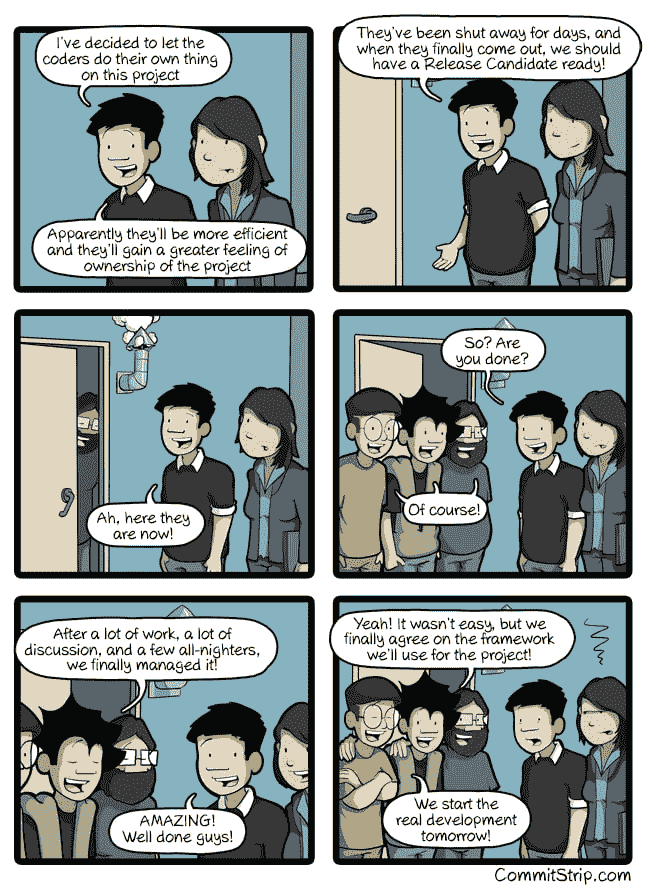 I've decided to let the
coders do their own thing
on this project
Apparently they'll be more efficient
and they'll gain a greater feeling of
ownership of the project
They've been shut away for days, and
when they finally come out, we should
have a Release Candidate ready!
Ah, here they
are now!
So? Are
you done?
Of course!
After a lot of work, a lot of
discussion, and a few all-nighters,
we finally managed it!
AMAZING!
Well done guys!
Yeah! It wasn't easy, but we
finally agree on the framework
we'll use for the project!
We start the
real development
tomorrow!
CommitStrip.com